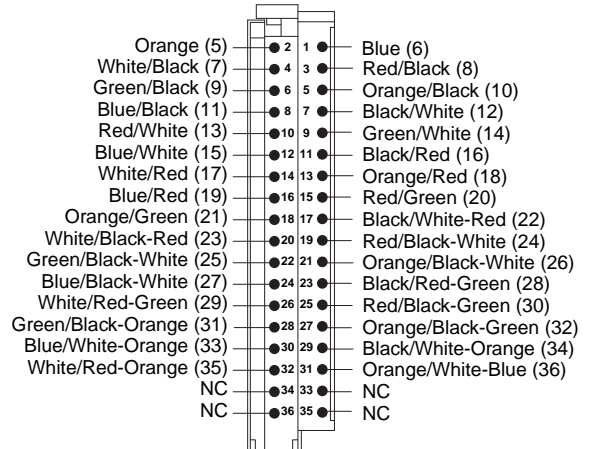 Orange (5) 2 1 Blue (6)
White/Black (7) 4 3 Red/Black (8)
Green/Black (9) 6 5 Orange/Black (10)
Blue/Black (11) 8 7 Black/White (12)
Red/White (13) 10 9 Green/White (14)
Blue/White (15) 12 11 Black/Red (16)
White/Red (17) 14 13 Orange/Red (18)
Blue/Red (19) 16 15 Red/Green (20)
Orange/Green (21) 18 17 Black/White-Red (22)
White/Black-Red (23) 20 19 Red/Black-White (24)
Green/Black-White (25) 22 21 Orange/Black-White (26)
Blue/Black-White (27) 24 23 Black/Red-Green (28)
White/Red-Green (29) 26 25 Red/Black-Green (30)
Green/Black-Orange (31) 28 27 Orange/Black-Green (32)
Blue/White-Orange (33) 30 29 Black/White-Orange (34)
White/Red-Orange (35) 32 31 Orange/White-Blue (36)
NC 34 33 NC
NC 36 35 NC